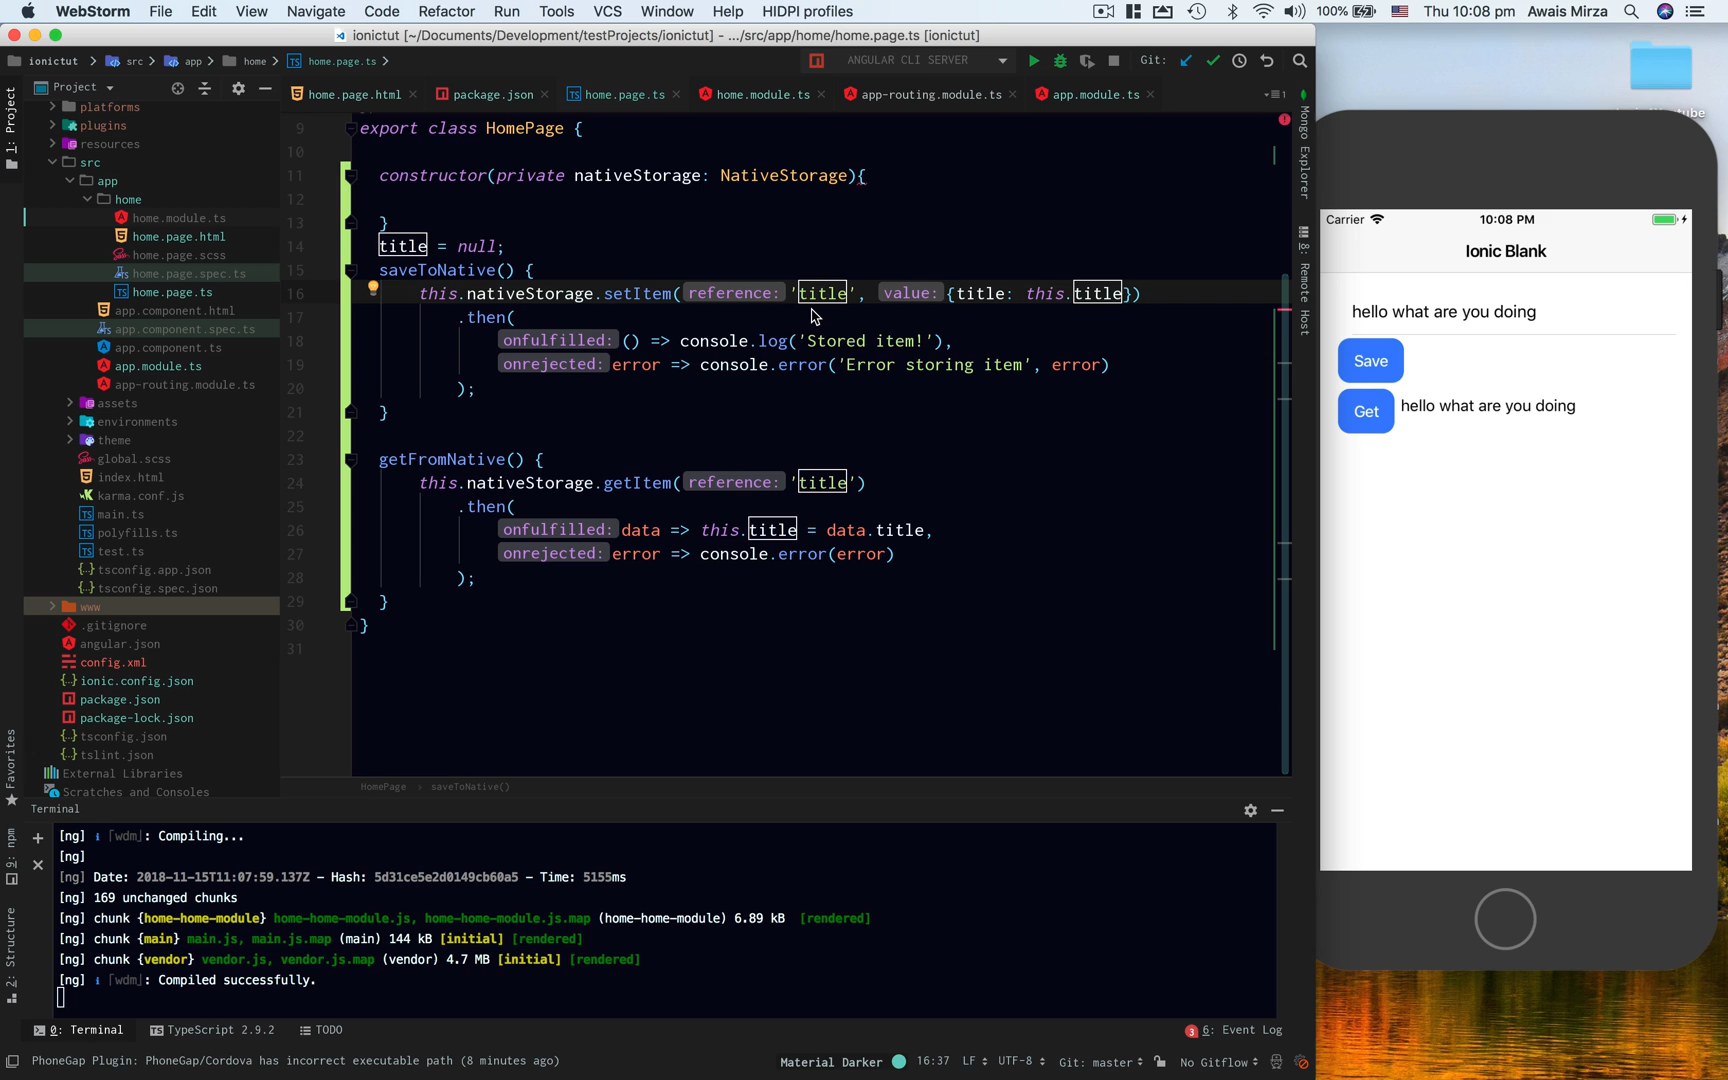 WebStorm File Edit View Navigate Code Refactor Run Tools VCS Window Help HIDPI profiles 100% Thu 10:08 pm Awais Mirza
ionictut [~/Documents/Development/testProjects/ionictut] - .../src/app/home/home.page.ts [ionictut]
ionictut src app home home.page.ts ANGULAR CLI SERVER Git:
Project
home.page.html package.json home.page.ts home.module.ts app-routing.module.ts app.module.ts
1: Project
platforms
plugins
resources
src
app
home
home.module.ts
home.page.html
home.page.scss
home.page.spec.ts
home.page.ts
app.component.html
app.component.spec.ts
app.component.ts
app.module.ts
app-routing.module.ts
assets
environments
theme
global.scss
index.html
karma.conf.js
main.ts
polyfills.ts
test.ts
tsconfig.app.json
tsconfig.spec.json
www
.gitignore
angular.json
config.xml
ionic.config.json
package.json
package-lock.json
tsconfig.json
tslint.json
External Libraries
Scratches and Consoles
9 export class HomePage {
10
11 constructor(private nativeStorage: NativeStorage){
12
13 }
14 title = null;
15 saveToNative() {
16 this.nativeStorage.setItem( reference: 'title', value: {title: this.title})
17 .then(
18 onfulfilled: () => console.log('Stored item!'),
19 onrejected: error => console.error('Error storing item', error)
20 );
21 }
22
23 getFromNative() {
24 this.nativeStorage.getItem( reference: 'title')
25 .then(
26 onfulfilled: data => this.title = data.title,
27 onrejected: error => console.error(error)
28 );
29 }
30 }
31
HomePage › saveToNative()
Mongo Explorer
8: Remote Host
Favorites
9: npm
2: Structure
Terminal
[ng] ℹ ｢wdm｣: Compiling...
[ng]
[ng] Date: 2018-11-15T11:07:59.137Z - Hash: 5d31ce5e2d0149cb60a5 - Time: 5155ms
[ng] 169 unchanged chunks
[ng] chunk {home-home-module} home-home-module.js, home-home-module.js.map (home-home-module) 6.89 kB [rendered]
[ng] chunk {main} main.js, main.js.map (main) 144 kB [initial] [rendered]
[ng] chunk {vendor} vendor.js, vendor.js.map (vendor) 4.7 MB [initial] [rendered]
[ng] ℹ ｢wdm｣: Compiled successfully.
0: Terminal TypeScript 2.9.2 TODO 3 6: Event Log
PhoneGap Plugin: PhoneGap/Cordova has incorrect executable path (8 minutes ago) Material Darker 16:37 LF UTF-8 Git: master No Gitflow
Carrier 10:08 PM
Ionic Blank
hello what are you doing
Save
Get hello what are you doing